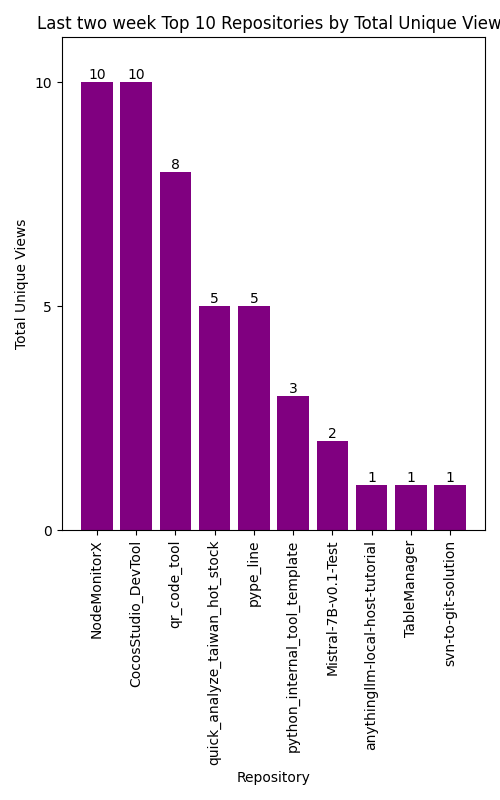 Last two week Top 10 Repositories by Total Unique View
10
10
8
5
5
3
2
1
1
1
10
5
0
Total Unique Views
NodeMonitorX
CocosStudio_DevTool
qr_code_tool
quick_analyze_taiwan_hot_stock
pype_line
python_internal_tool_template
Mistral-7B-v0.1-Test
anythingllm-local-host-tutorial
TableManager
svn-to-git-solution
Repository